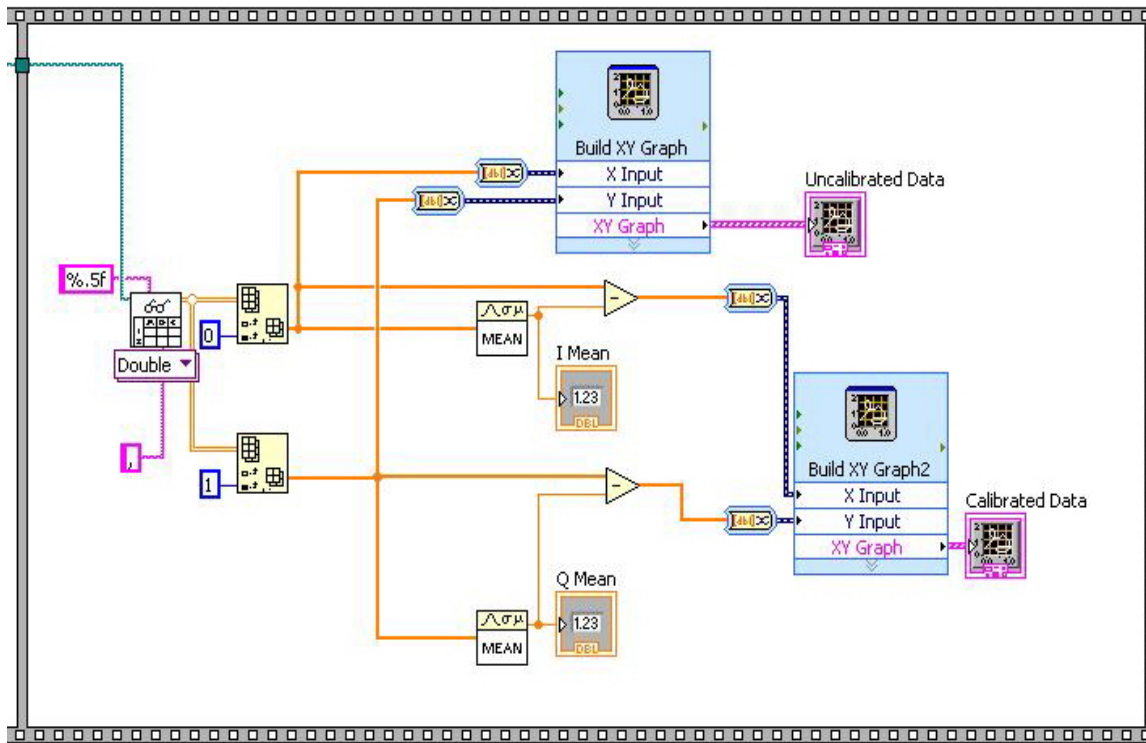 Build XY Graph
X Input
Y Input
XY Graph
Uncalibrated Data
%.5f
0
Double
,
1
MEAN
I Mean
1.23
DBL
Build XY Graph2
X Input
Y Input
XY Graph
Calibrated Data
MEAN
Q Mean
1.23
DBL